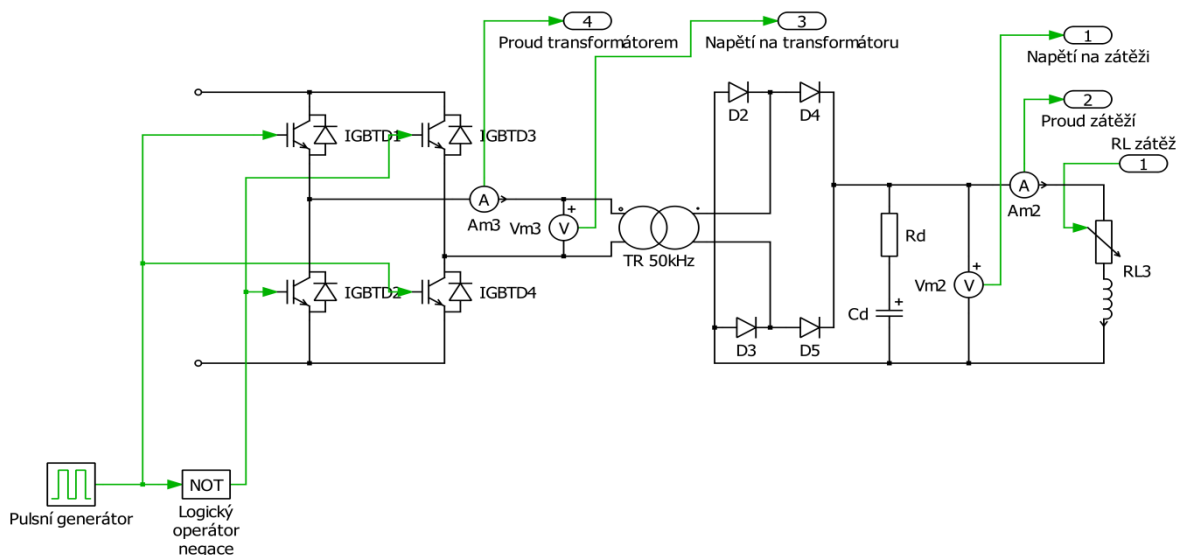 4
Proud transformátorem
3
Napětí na transformátoru
1
Napětí na zátěži
2
Proud zátěží
RL zátěž
1
D2
D4
IGBTD1
IGBTD3
A
Am3
+
Vm3
V
TR 50kHz
A
Am2
Rd
+
Vm2
V
RL3
IGBTD2
IGBTD4
+
Cd
D3
D5
Pulsní generátor
NOT
Logický
operátor
negace